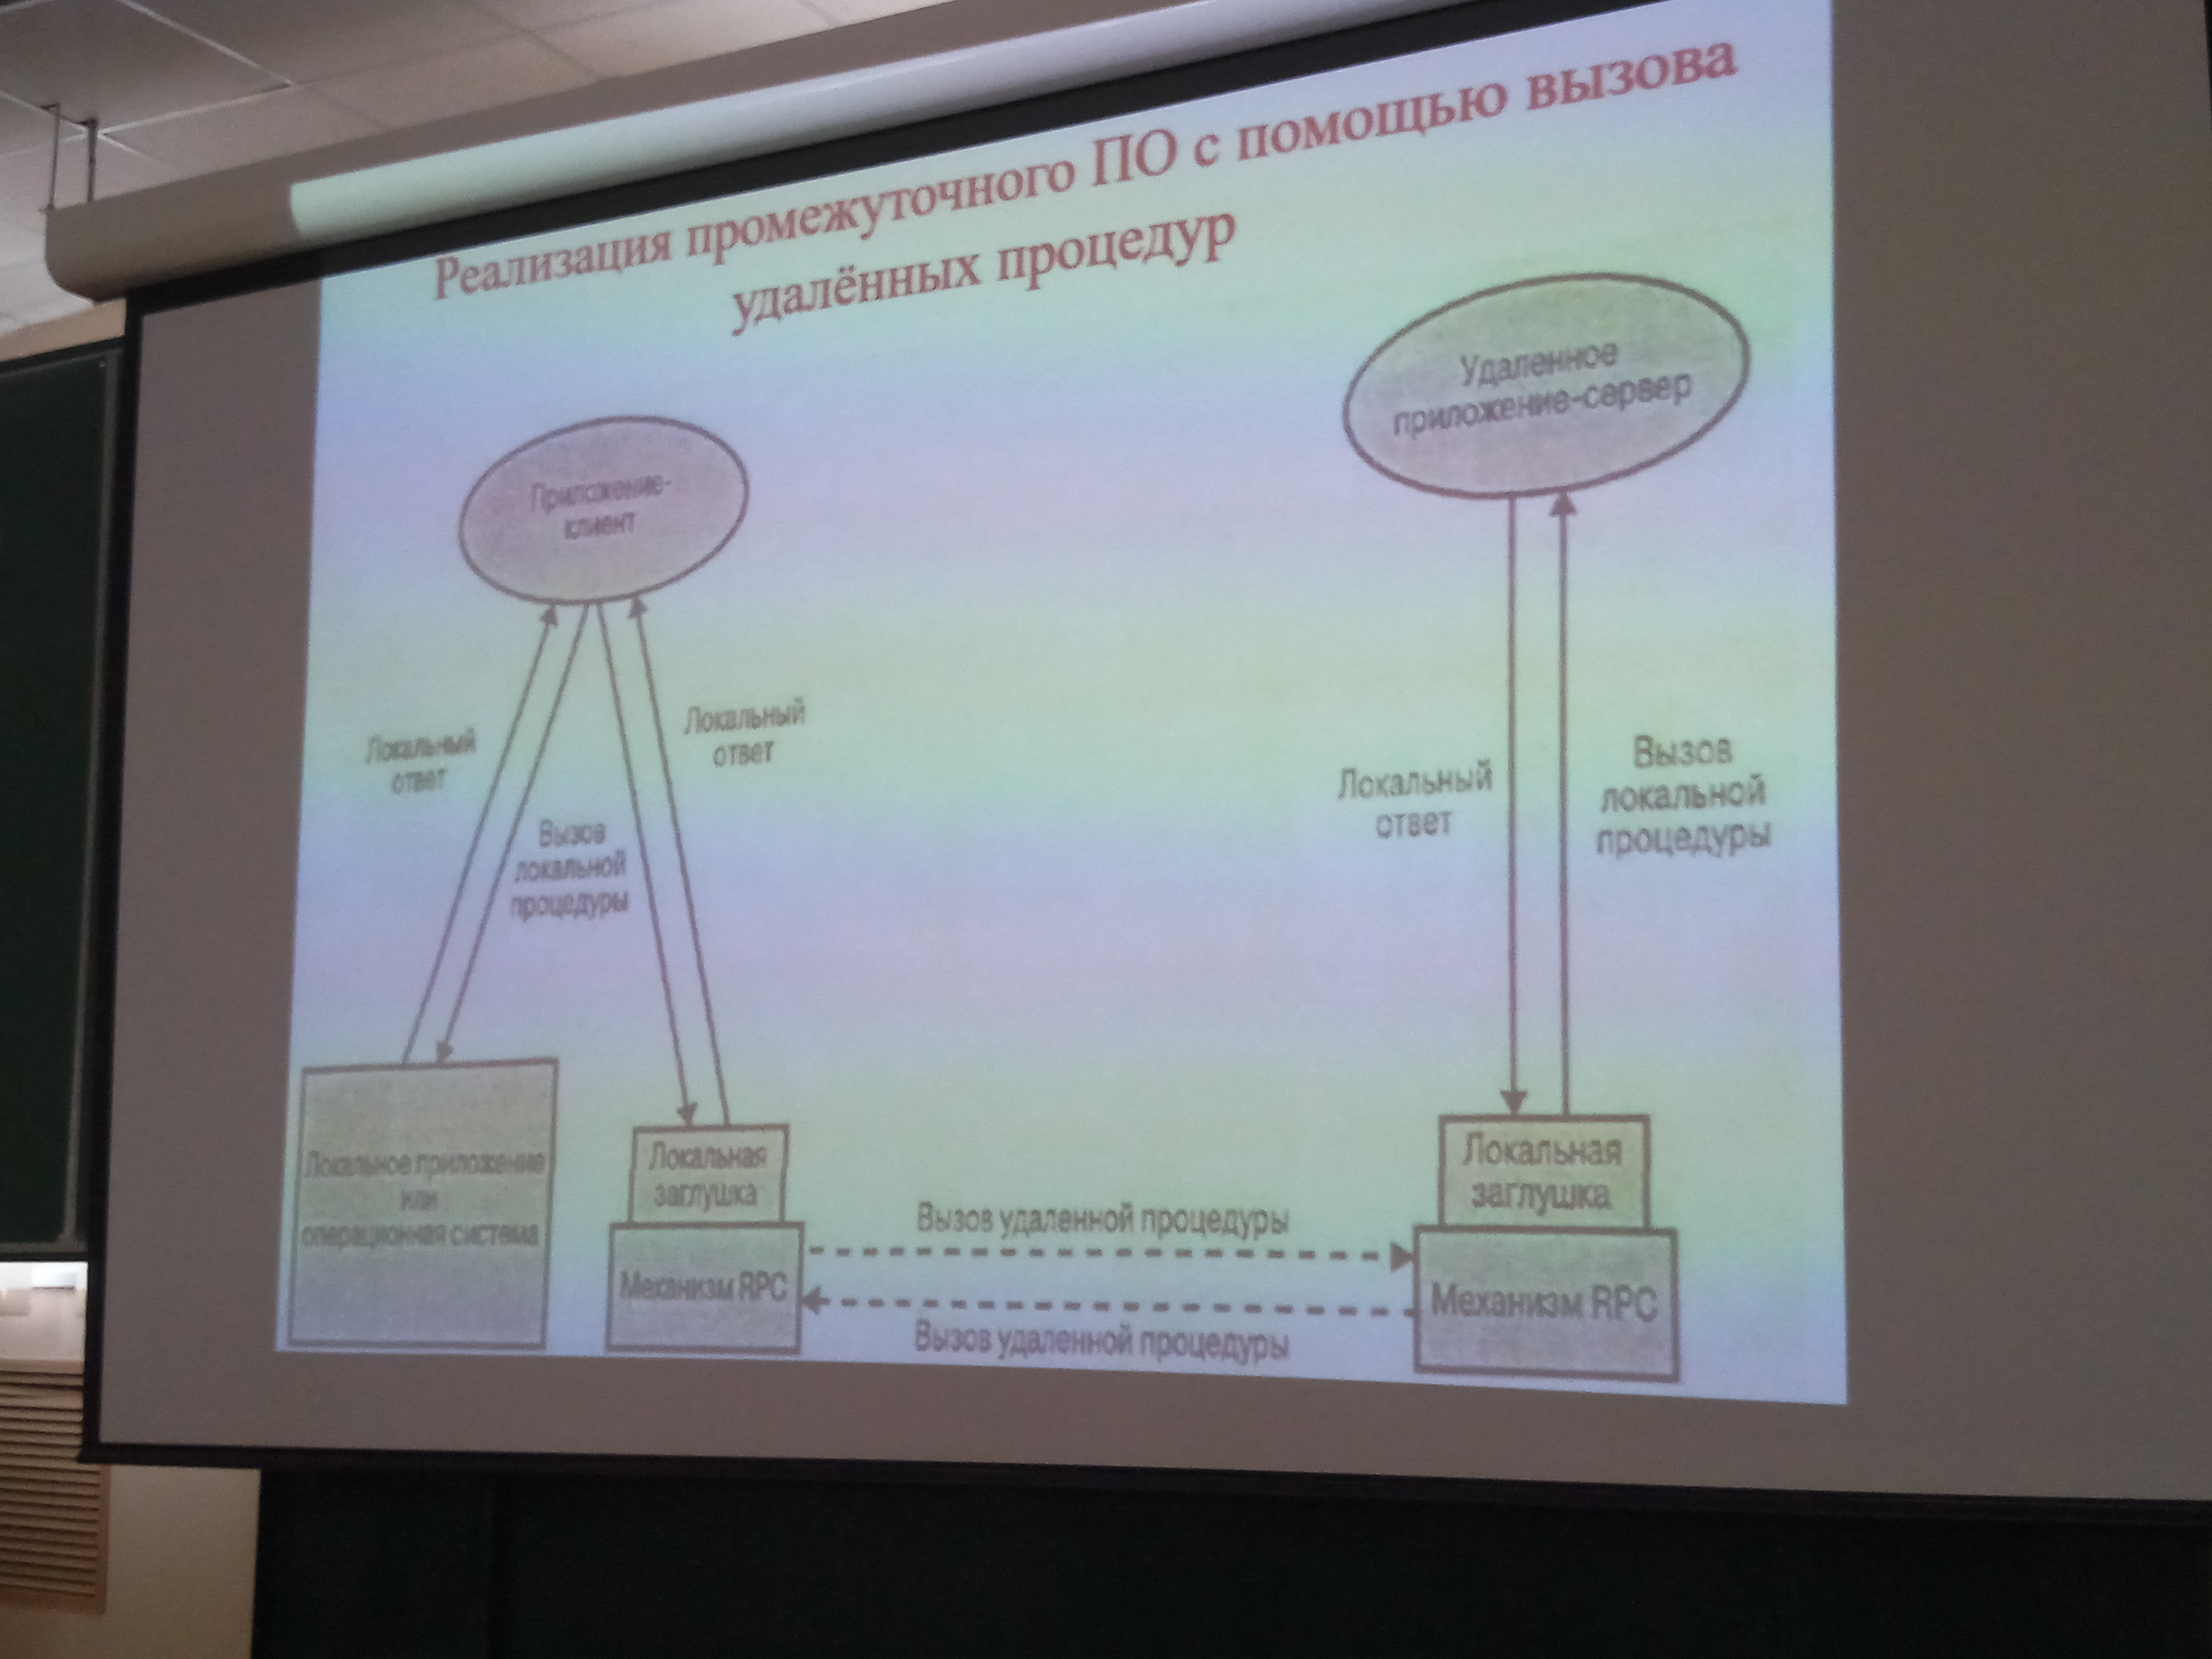 Реализация промежуточного ПО с помощью вызова
удалённых процедур
Приложение-
клиент
Удаленное
приложение-сервер
Локальный
ответ
Вызов
локальной
процедуры
Локальный
ответ
Локальный
ответ
Вызов
локальной
процедуры
Локальное приложение
или
операционная система
Локальная
заглушка
Механизм RPC
Вызов удаленной процедуры
Вызов удаленной процедуры
Локальная
заглушка
Механизм RPC